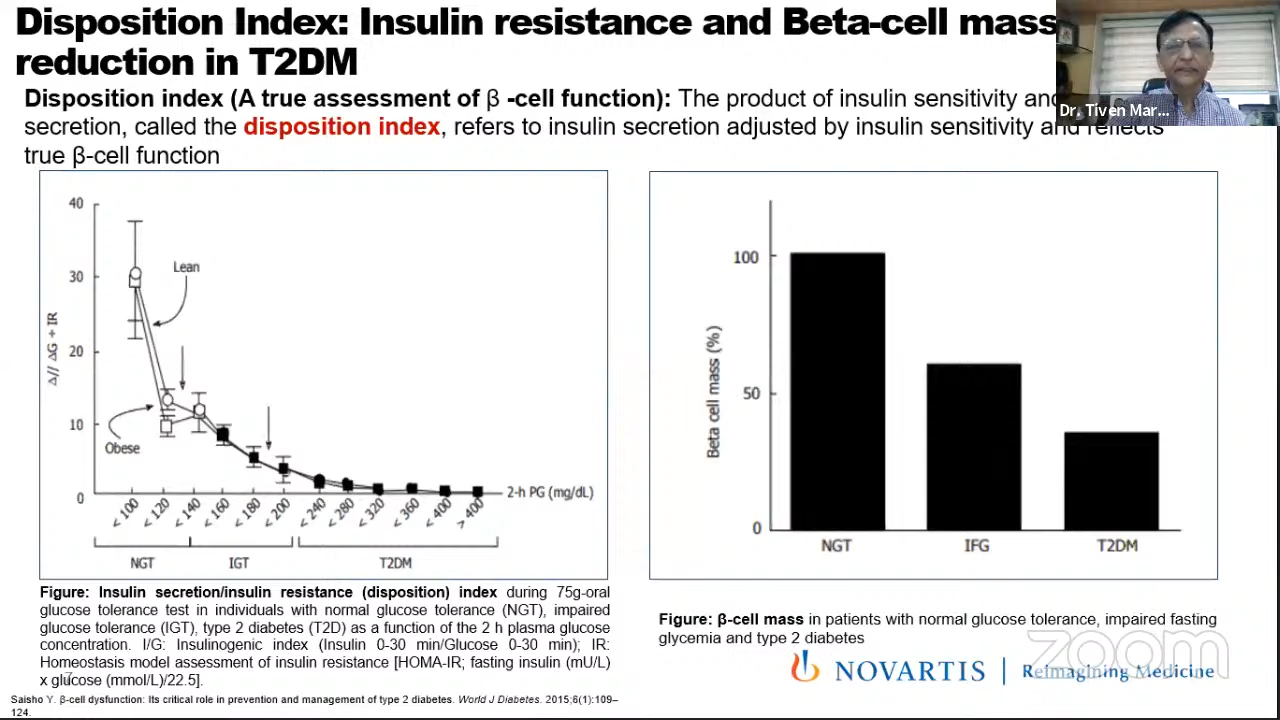 Disposition Index: Insulin resistance and Beta-cell mass
reduction in T2DM
Disposition index (A true assessment of β -cell function): The product of insulin sensitivity and
secretion, called the disposition index, refers to insulin secretion adjusted by insulin sensitivity and reflects
true β-cell function
Dr. Tiven Mar...
40
30
20
10
0
Δ// ΔG + IR
Lean
Obese
2-h PG (mg/dL)
< 100
< 120
< 140
< 160
< 180
< 200
< 240
< 280
< 320
< 360
< 400
> 400
NGT
IGT
T2DM
100
50
0
Beta cell mass (%)
NGT
IFG
T2DM
Figure: Insulin secretion/insulin resistance (disposition) index during 75g-oral
glucose tolerance test in individuals with normal glucose tolerance (NGT), impaired
glucose tolerance (IGT), type 2 diabetes (T2D) as a function of the 2 h plasma glucose
concentration. I/G: Insulinogenic index (Insulin 0-30 min/Glucose 0-30 min); IR:
Homeostasis model assessment of insulin resistance [HOMA-IR; fasting insulin (mU/L)
x glucose (mmol/L)/22.5].
Figure: β-cell mass in patients with normal glucose tolerance, impaired fasting
glycemia and type 2 diabetes
zoom
NOVARTIS | Reimagining Medicine
Saisho Y. β-cell dysfunction: Its critical role in prevention and management of type 2 diabetes. World J Diabetes. 2015;6(1):109–
124.